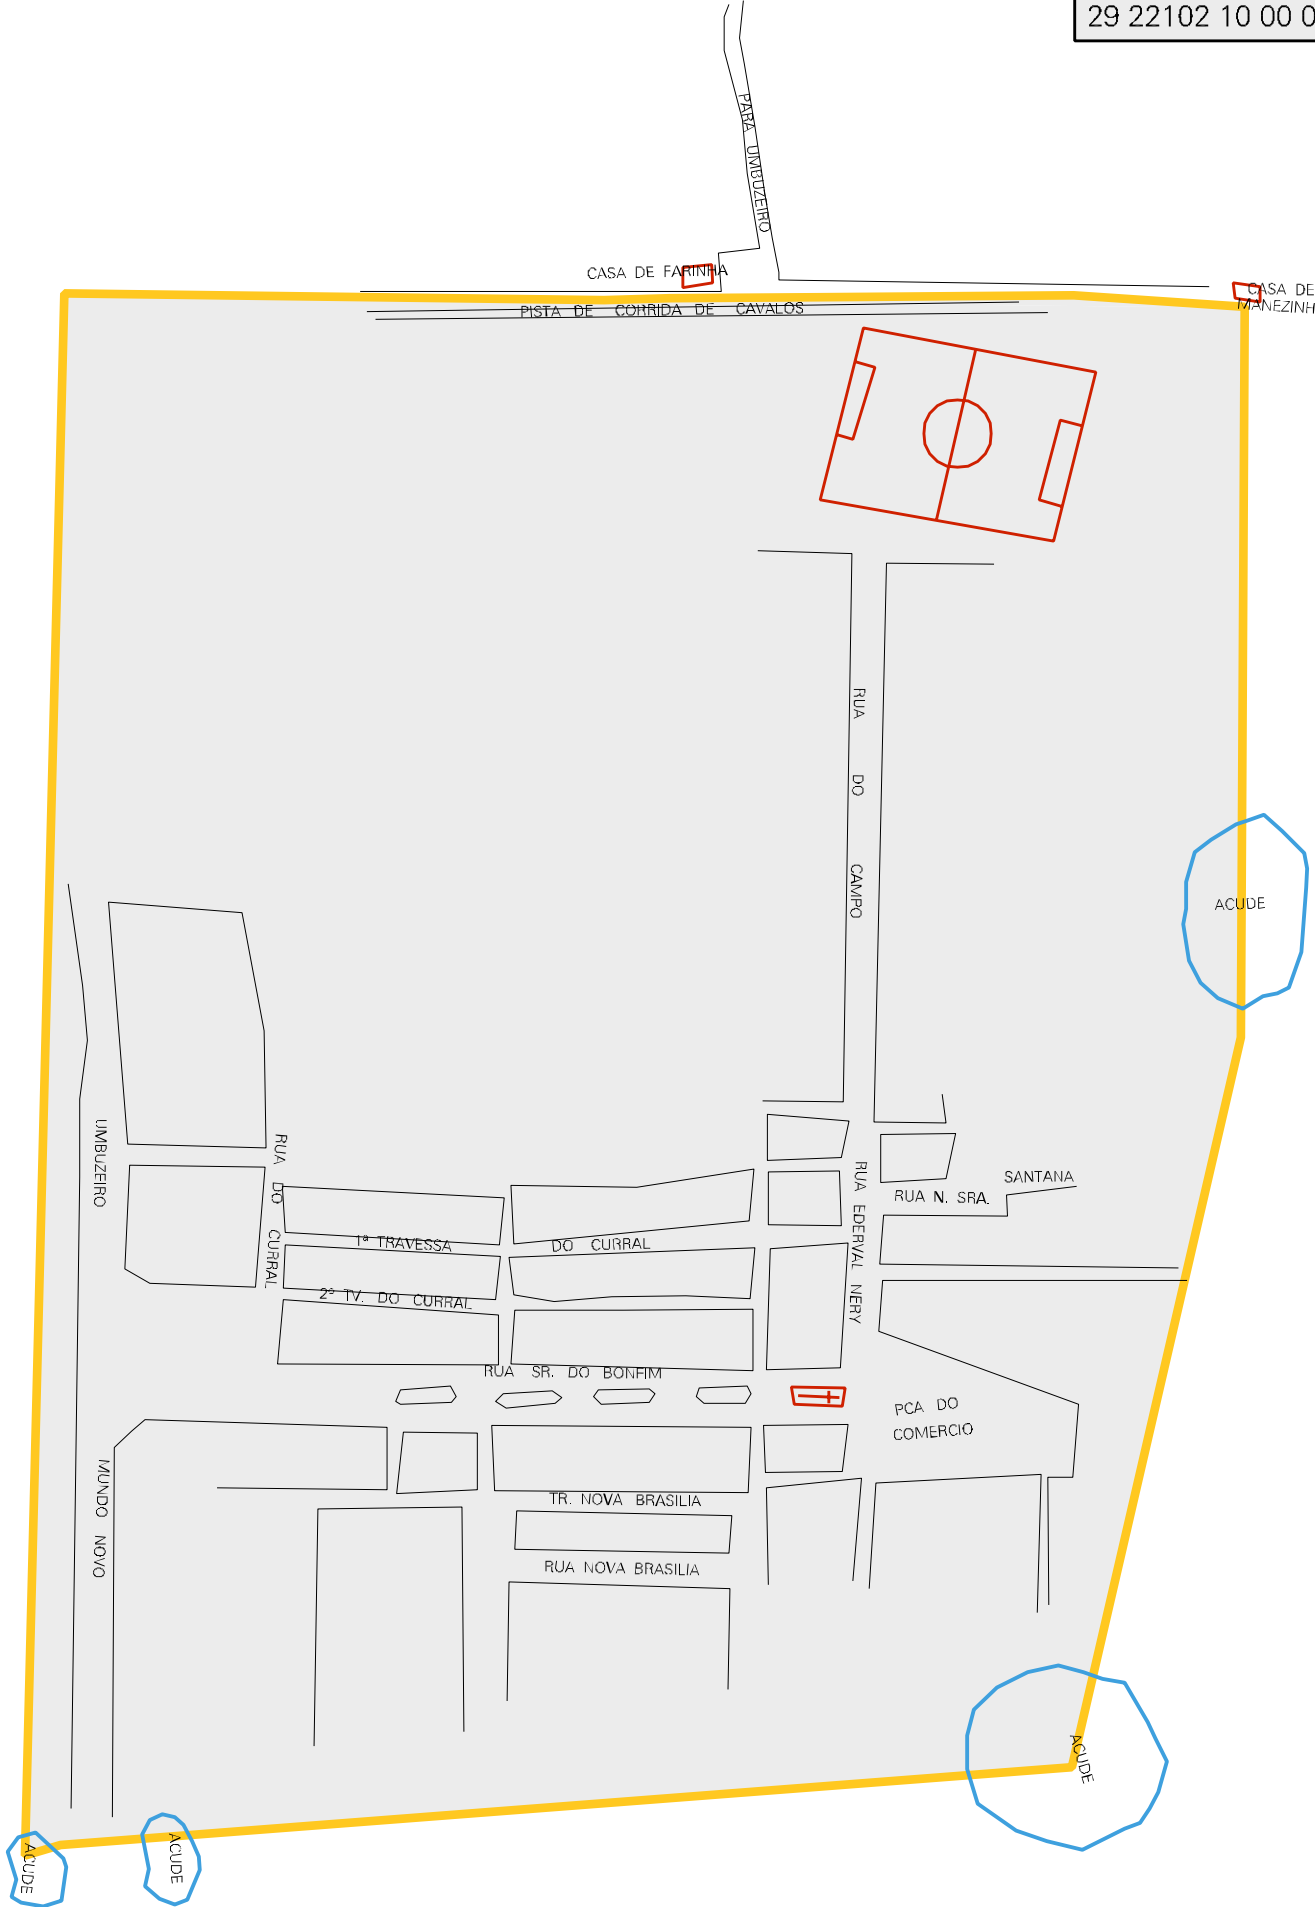 29 22102 10 00 0
PARA UMBUZEIRO
CASA DE FARINHA
CASA DE
MANEZINH
PISTA DE CORRIDA DE CAVALOS
RUA DO CAMPO
ACUDE
UMBUZEIRO
RUA DO CURRAL
RUA EDERVAL NERY
SANTANA
RUA N. SRA.
1ª TRAVESSA DO CURRAL
2ª TV. DO CURRAL
RUA SR. DO BONFIM
PCA DO
COMERCIO
MUNDO NOVO
TR. NOVA BRASILIA
RUA NOVA BRASILIA
ACUDE
ACUDE
ACUDE